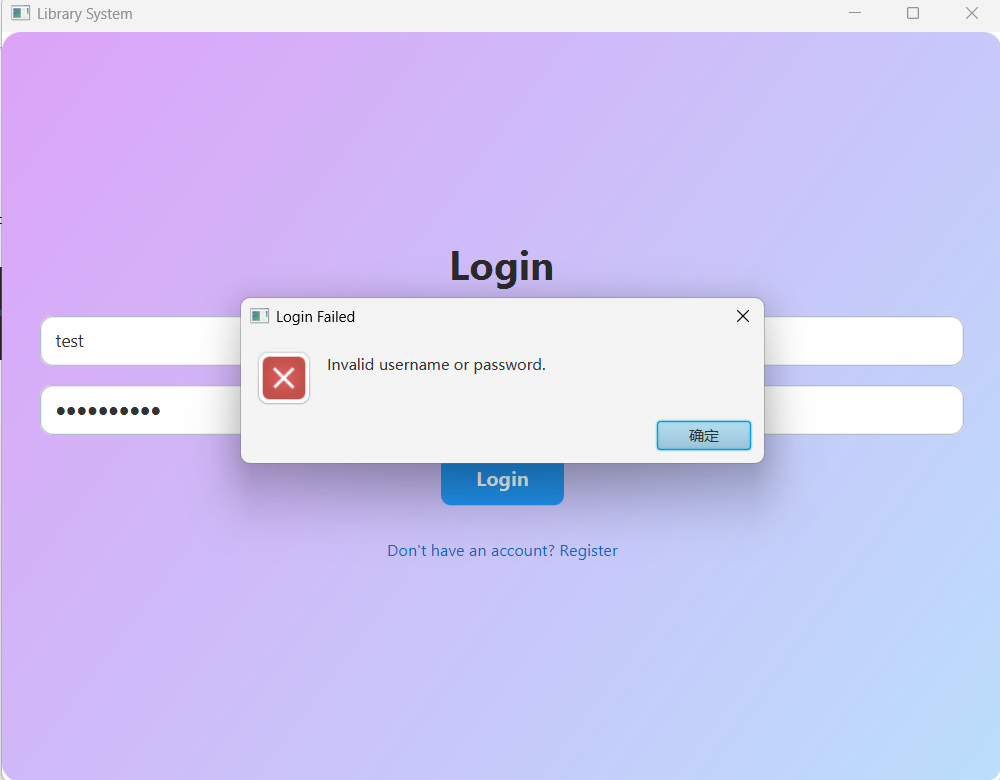 Library System
Login
Login Failed
test
Invalid username or password.
••••••••••
确定
Login
Don't have an account? Register